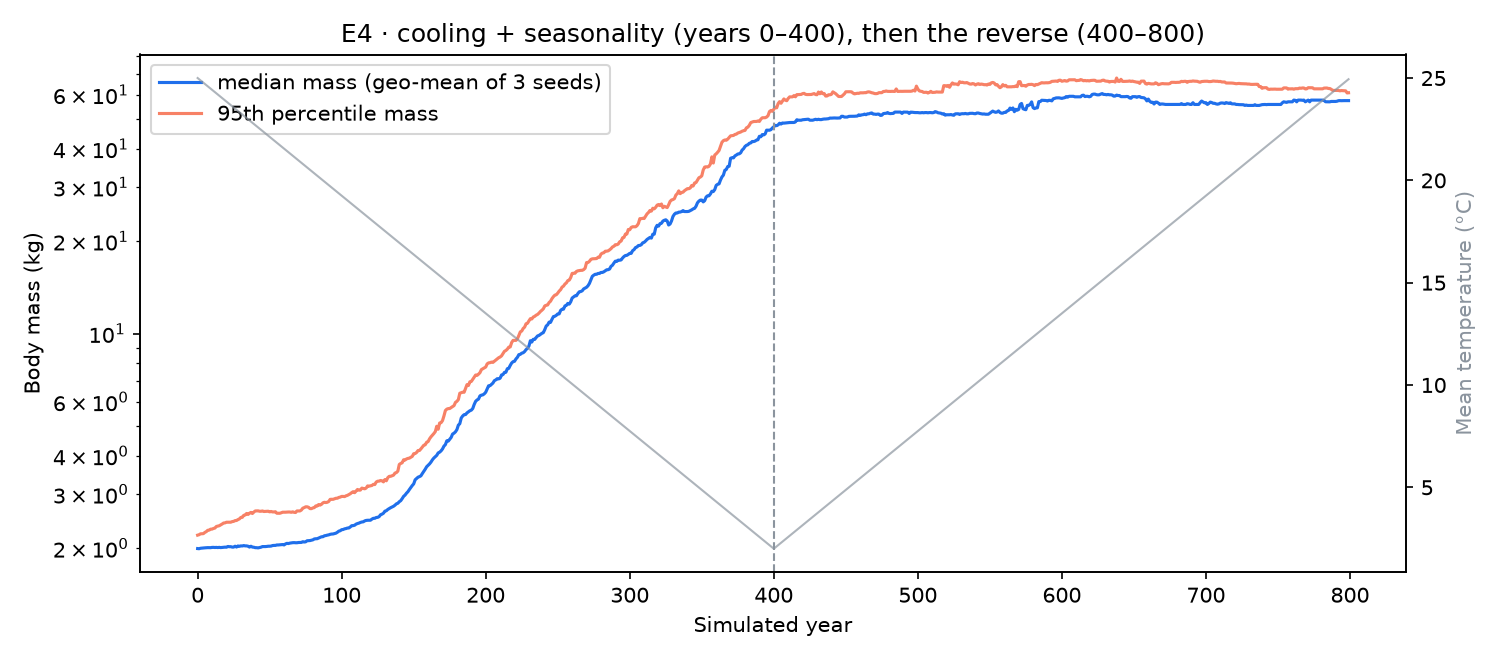 E4 · cooling + seasonality (years 0–400), then the reverse (400–800)
median mass (geo-mean of 3 seeds)
95th percentile mass
Body mass (kg)
6 × 10¹
4 × 10¹
3 × 10¹
2 × 10¹
10¹
6 × 10⁰
4 × 10⁰
3 × 10⁰
2 × 10⁰
25
20
15
10
5
Mean temperature (°C)
0 100 200 300 400 500 600 700 800
Simulated year